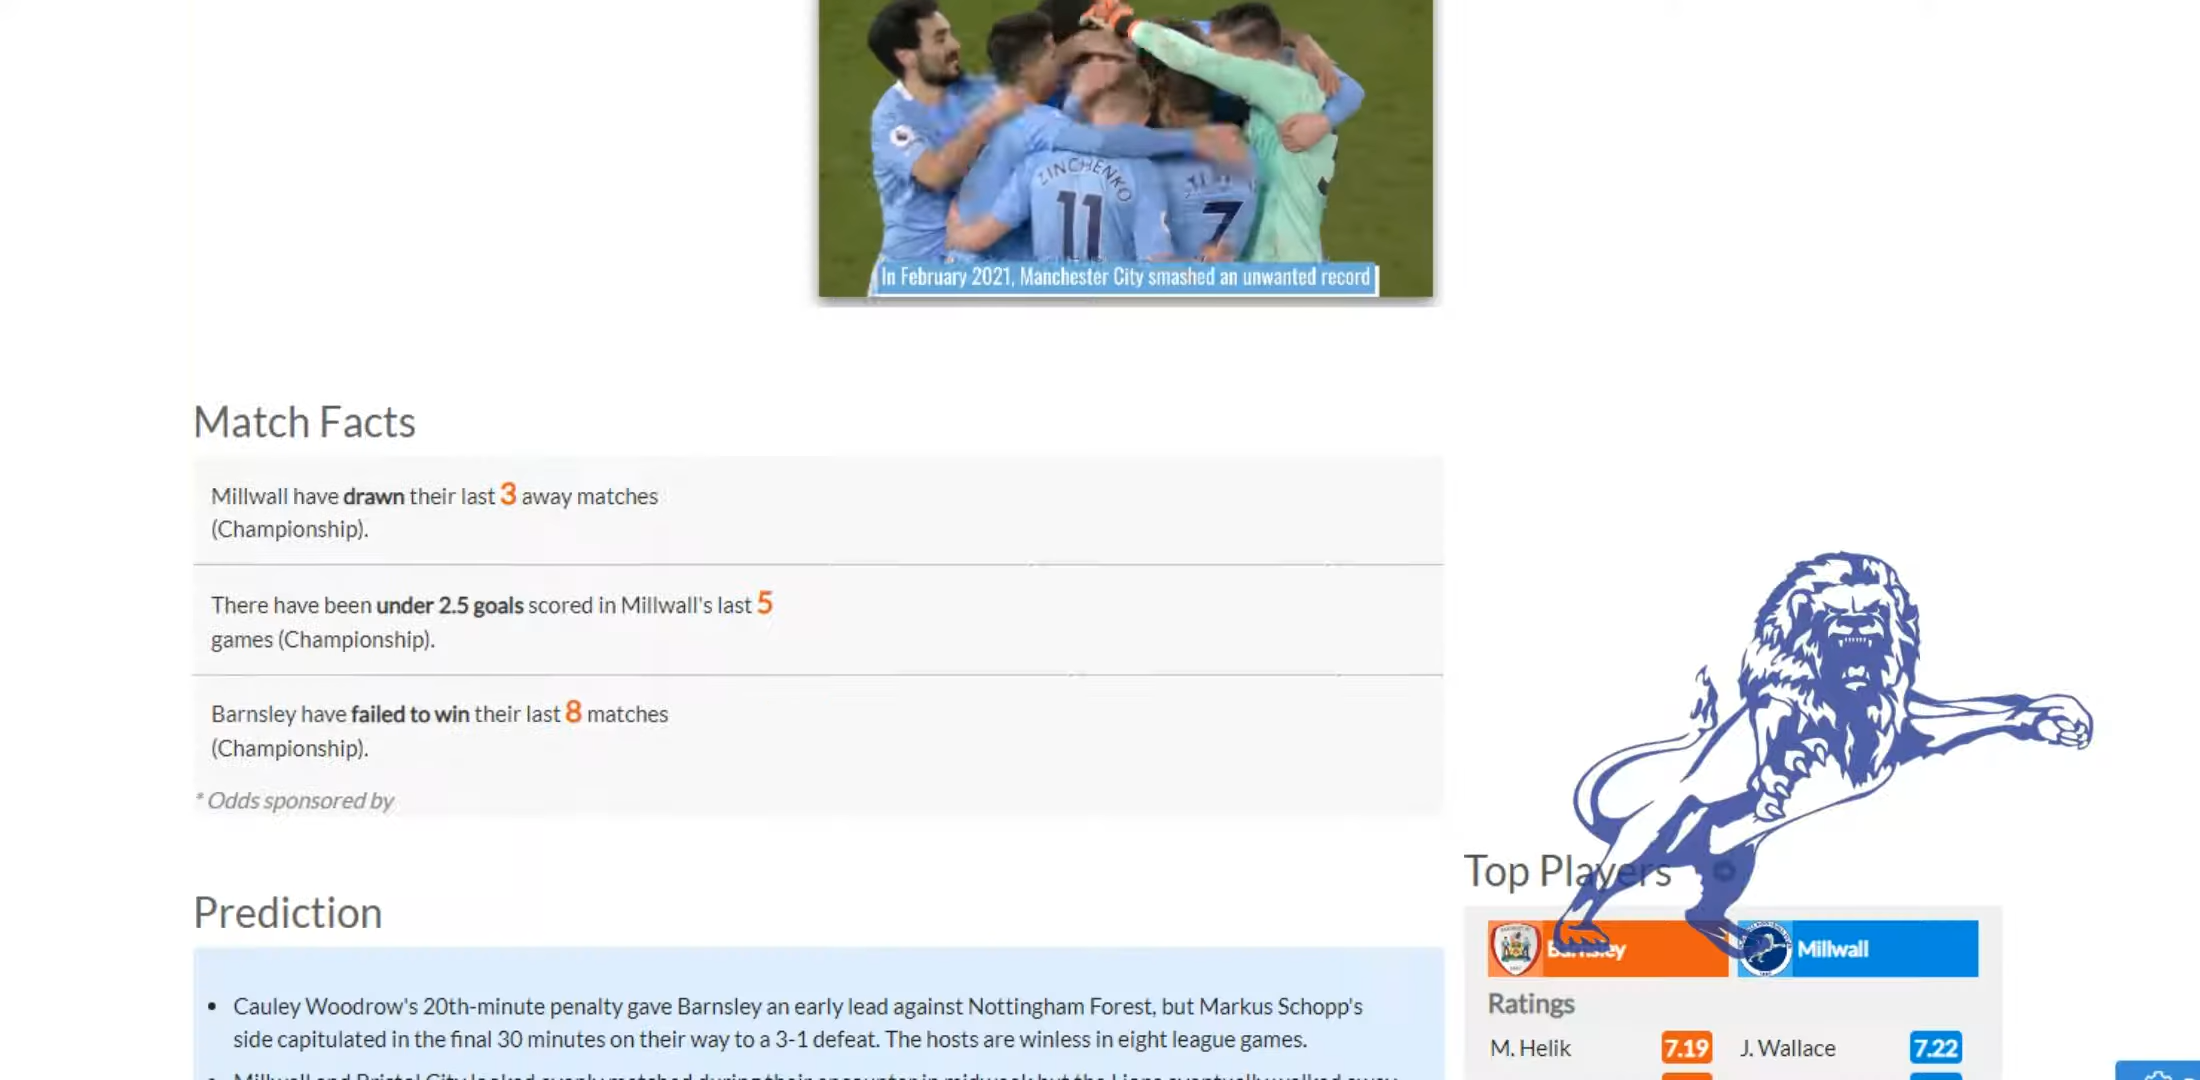 ZINCHENKO
11
7
In February 2021, Manchester City smashed an unwanted record
Match Facts
Millwall have drawn their last 3 away matches
(Championship).
There have been under 2.5 goals scored in Millwall's last 5
games (Championship).
Barnsley have failed to win their last 8 matches
(Championship).
* Odds sponsored by
Prediction
• Cauley Woodrow's 20th-minute penalty gave Barnsley an early lead against Nottingham Forest, but Markus Schopp's
side capitulated in the final 30 minutes on their way to a 3-1 defeat. The hosts are winless in eight league games.
Top Players
Barnsley Millwall
Ratings
M. Helik 7.19 J. Wallace 7.22